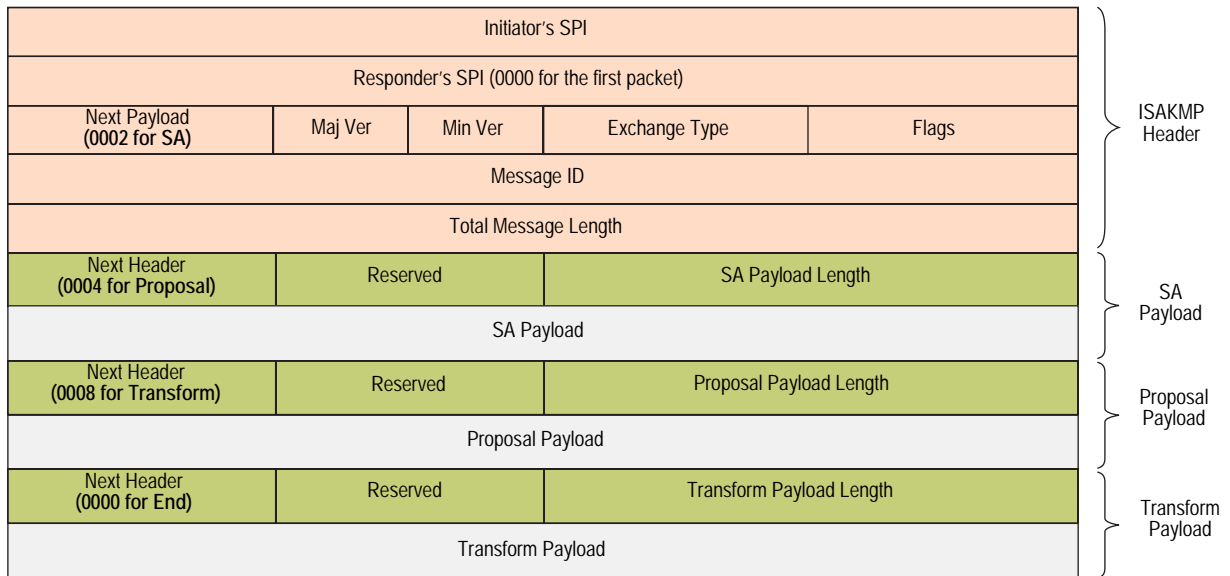 Initiator's SPI
Responder's SPI (0000 for the first packet)
Next Payload
(0002 for SA)
Maj Ver
Min Ver
Exchange Type
Flags
ISAKMP
Header
Message ID
Total Message Length
Next Header
(0004 for Proposal)
Reserved
SA Payload Length
SA
Payload
SA Payload
Next Header
(0008 for Transform)
Reserved
Proposal Payload Length
Proposal
Payload
Proposal Payload
Next Header
(0000 for End)
Reserved
Transform Payload Length
Transform
Payload
Transform Payload